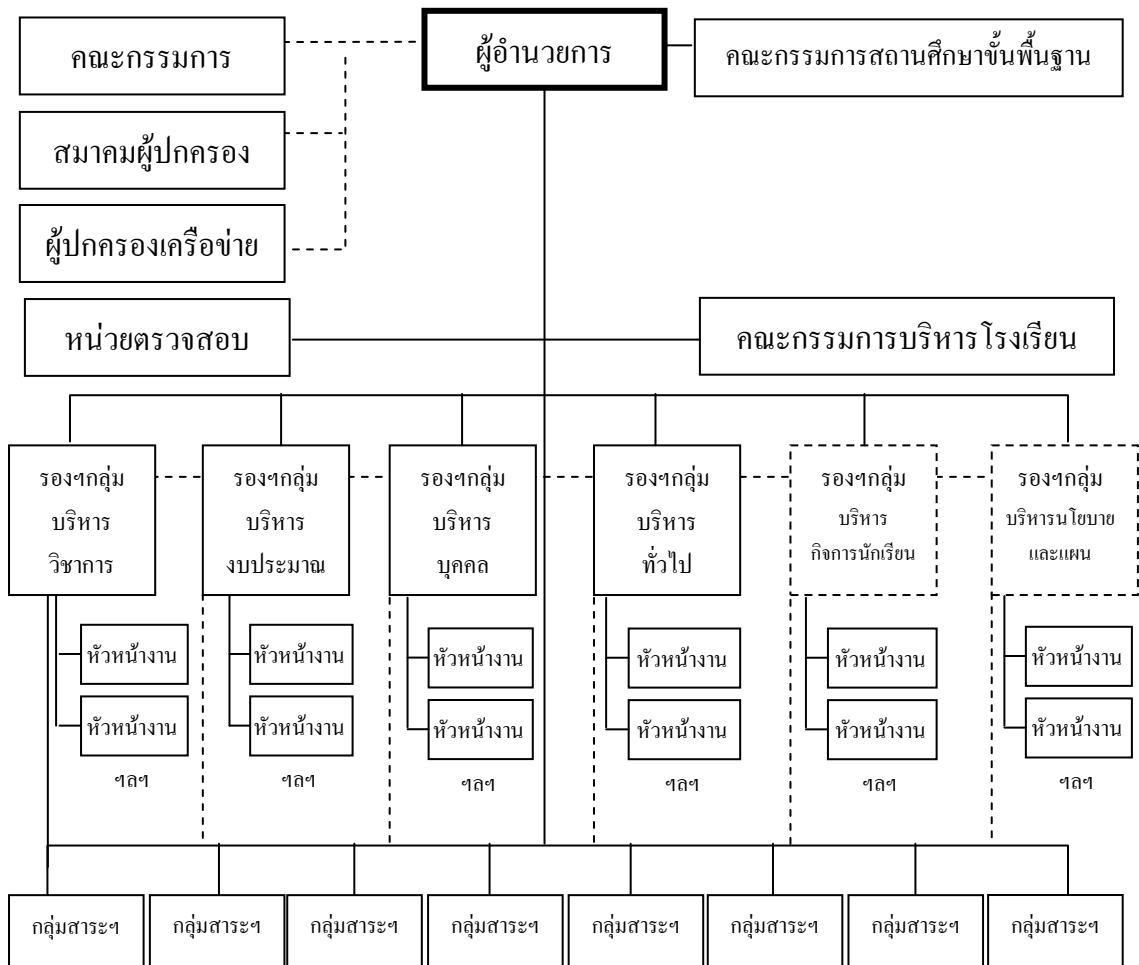 คณะกรรมการ
ผู้อำนวยการ
คณะกรรมการสถานศึกษาขั้นพื้นฐาน
สมาคมผู้ปกครอง
ผู้ปกครองเครือข่าย
หน่วยตรวจสอบ
คณะกรรมการบริหารโรงเรียน
รองฯกลุ่ม
บริหาร
วิชาการ
รองฯกลุ่ม
บริหาร
งบประมาณ
รองฯกลุ่ม
บริหาร
บุคคล
รองฯกลุ่ม
บริหาร
ทั่วไป
รองฯกลุ่ม
บริหาร
กิจการนักเรียน
รองฯกลุ่ม
บริหารนโยบาย
และแผน
หัวหน้างาน
หัวหน้างาน
ฯลฯ
หัวหน้างาน
หัวหน้างาน
ฯลฯ
หัวหน้างาน
หัวหน้างาน
ฯลฯ
หัวหน้างาน
หัวหน้างาน
ฯลฯ
หัวหน้างาน
หัวหน้างาน
ฯลฯ
หัวหน้างาน
หัวหน้างาน
ฯลฯ
กลุ่มสาระฯ
กลุ่มสาระฯ
กลุ่มสาระฯ
กลุ่มสาระฯ
กลุ่มสาระฯ
กลุ่มสาระฯ
กลุ่มสาระฯ
กลุ่มสาระฯ